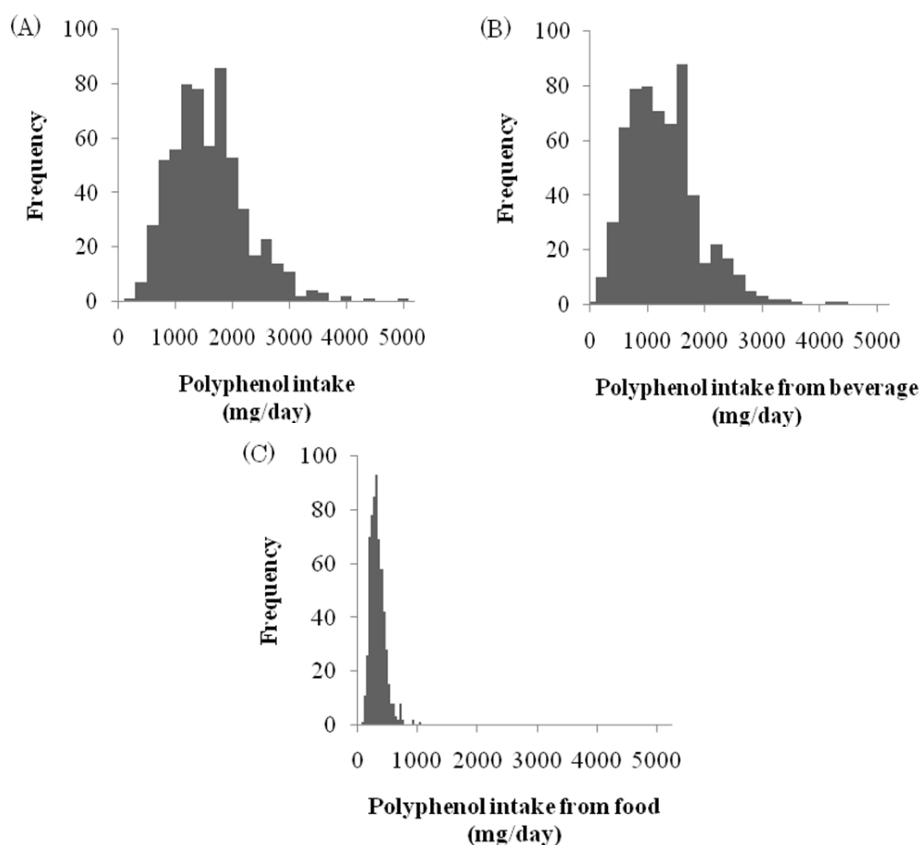 (A)
100
80
60
40
20
0
Frequency
0 1000 2000 3000 4000 5000
Polyphenol intake
(mg/day)
(B)
100
80
60
40
20
0
Frequency
0 1000 2000 3000 4000 5000
Polyphenol intake from beverage
(mg/day)
(C)
100
80
60
40
20
0
Frequency
0 1000 2000 3000 4000 5000
Polyphenol intake from food
(mg/day)